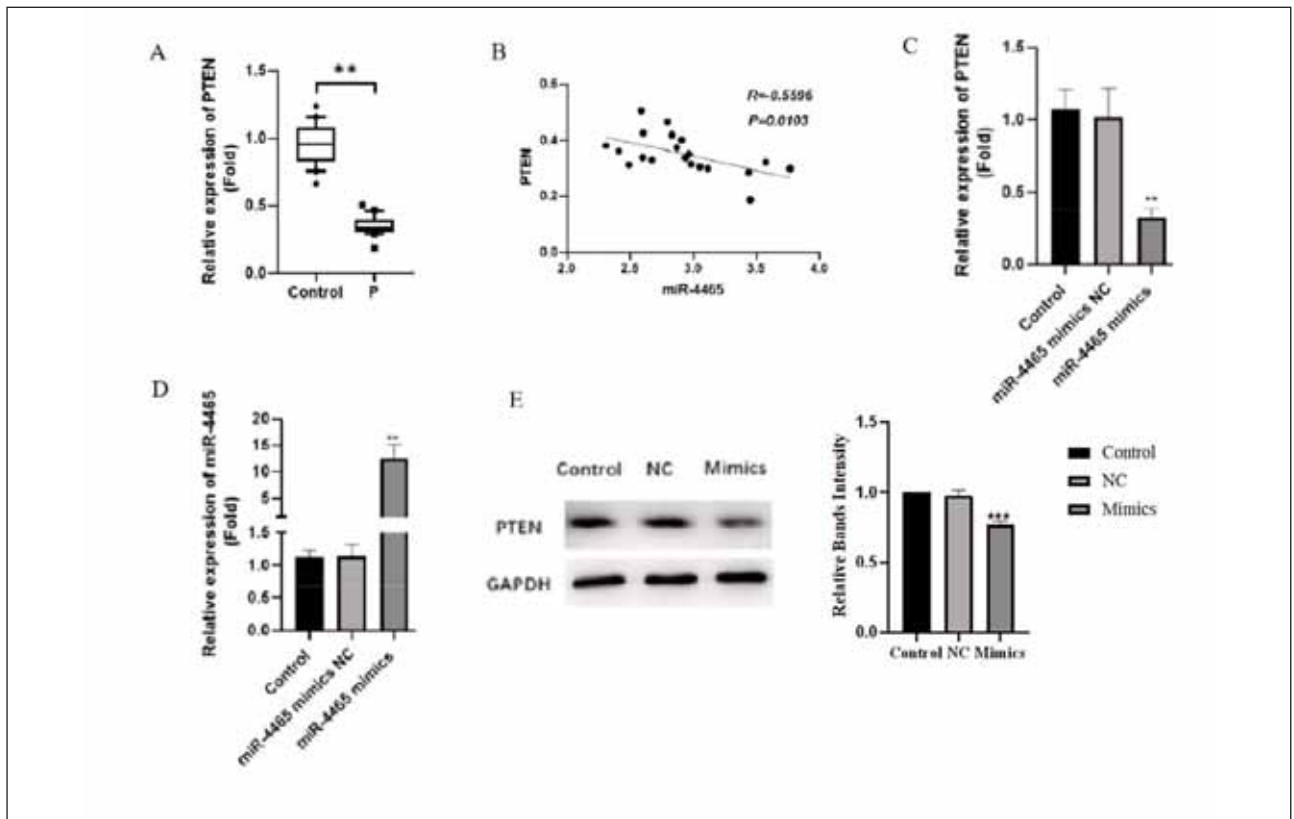 A
Relative expression of PTEN
(Fold)
1.5
1.0
0.5
0.0
**
Control
P
B
PTEN
0.6
0.4
0.2
0.0
R=-0.5596
P=0.0103
2.0
2.5
3.0
3.5
4.0
miR-4465
C
Relative expression of PTEN
(Fold)
1.5
1.0
0.5
0.0
**
Control
miR-4465 mimics NC
miR-4465 mimics
D
Relative expression of miR-4465
(Fold)
20
15
10
5
1.5
1.0
0.5
0.0
**
Control
miR-4465 mimics NC
miR-4465 mimics
E
Control NC Mimics
PTEN
GAPDH
Relative Bands Intensity
1.5
1.0
0.5
0.0
***
Control NC Mimics
Control
NC
Mimics